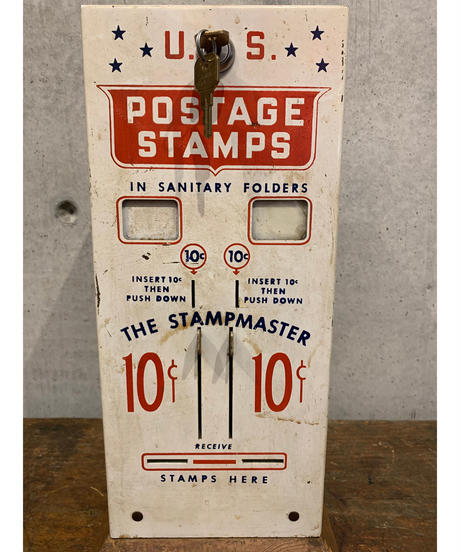 U. S.
POSTAGE
STAMPS
IN SANITARY FOLDERS
10¢ 10¢
INSERT 10¢
THEN
PUSH DOWN
INSERT 10¢
THEN
PUSH DOWN
THE STAMPMASTER
10¢ 10¢
RECEIVE
STAMPS HERE